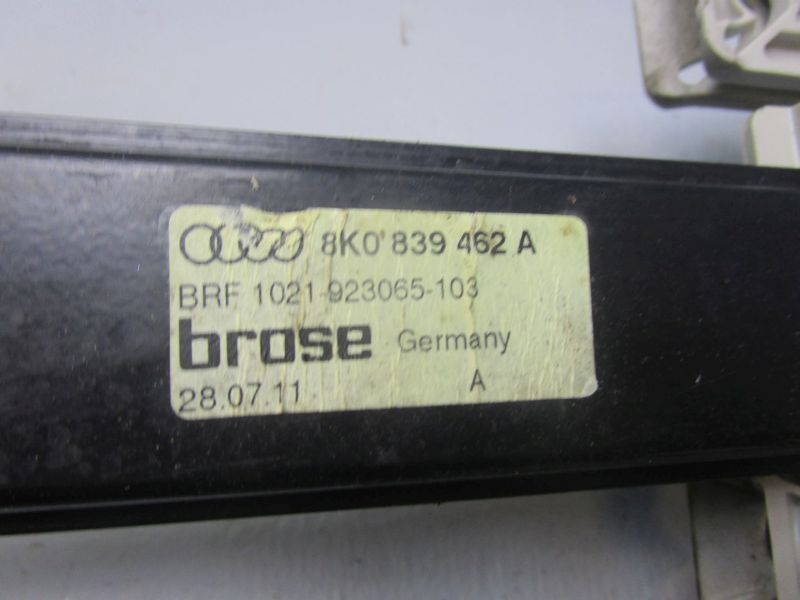 8K0 839 462 A
BRF 1021-923065-103
brose Germany
28.07.11 A